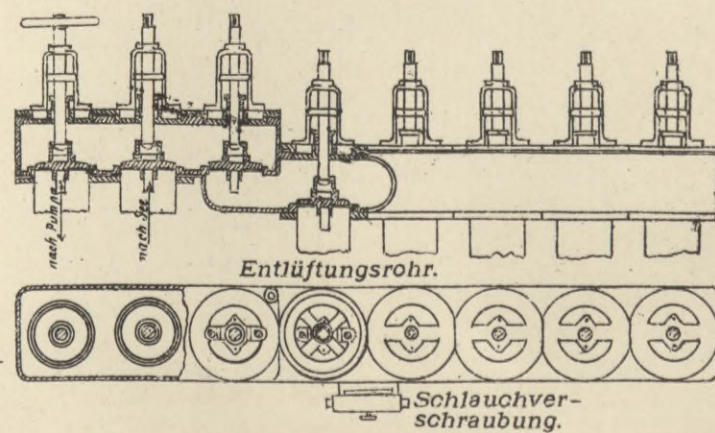 nach Pumpe
nach See
Entlüftungsrohr.
Schlauchver-
schraubung.